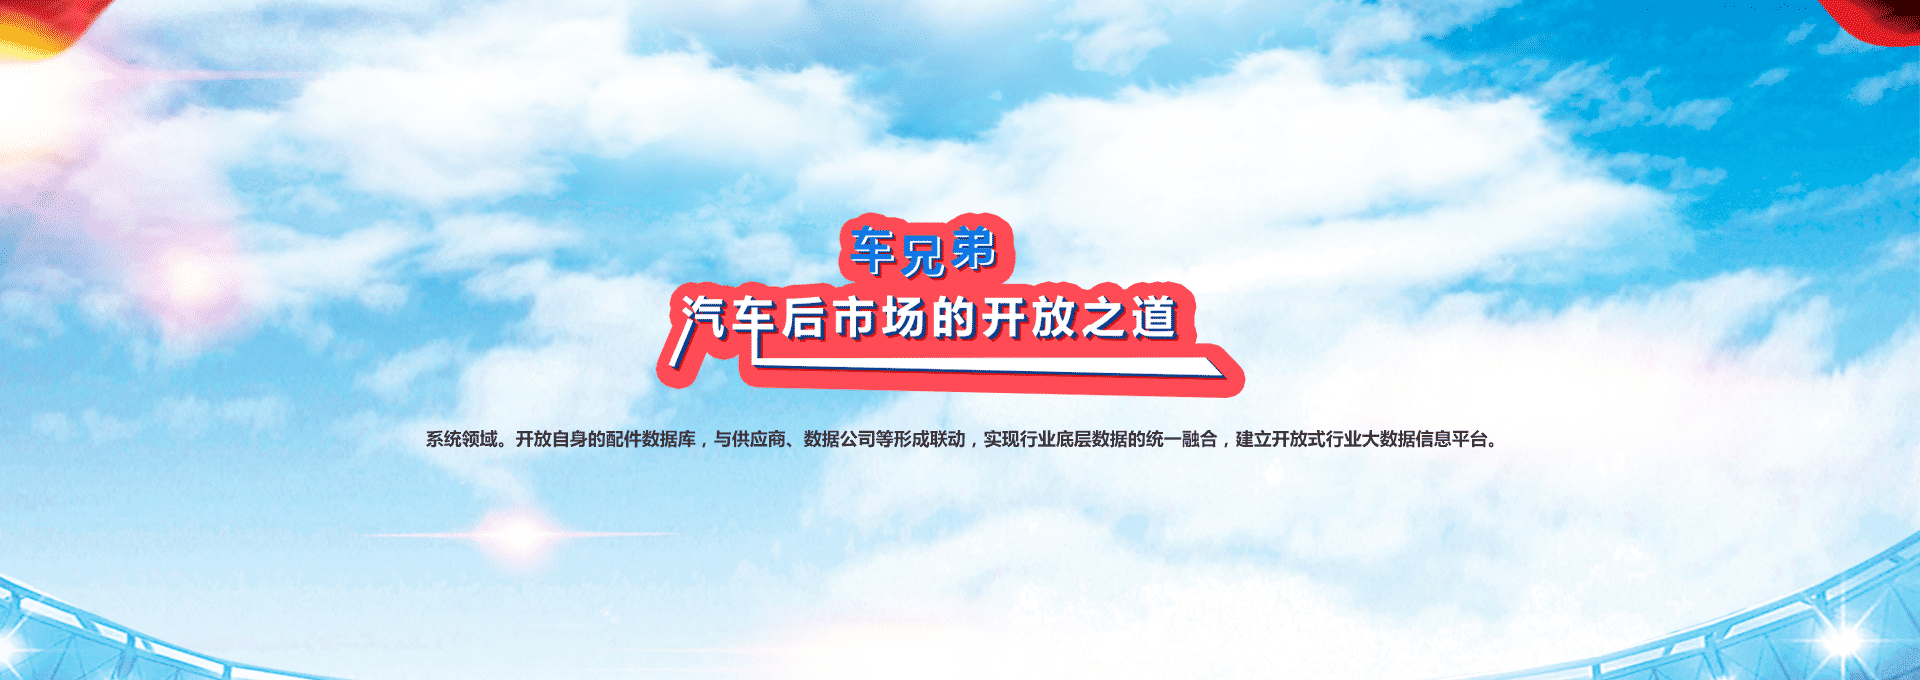 车兄弟
汽车后市场的开放之道
系统领域。开放自身的配件数据库，与供应商、数据公司等形成联动，实现行业底层数据的统一融合，建立开放式行业大数据信息平台。